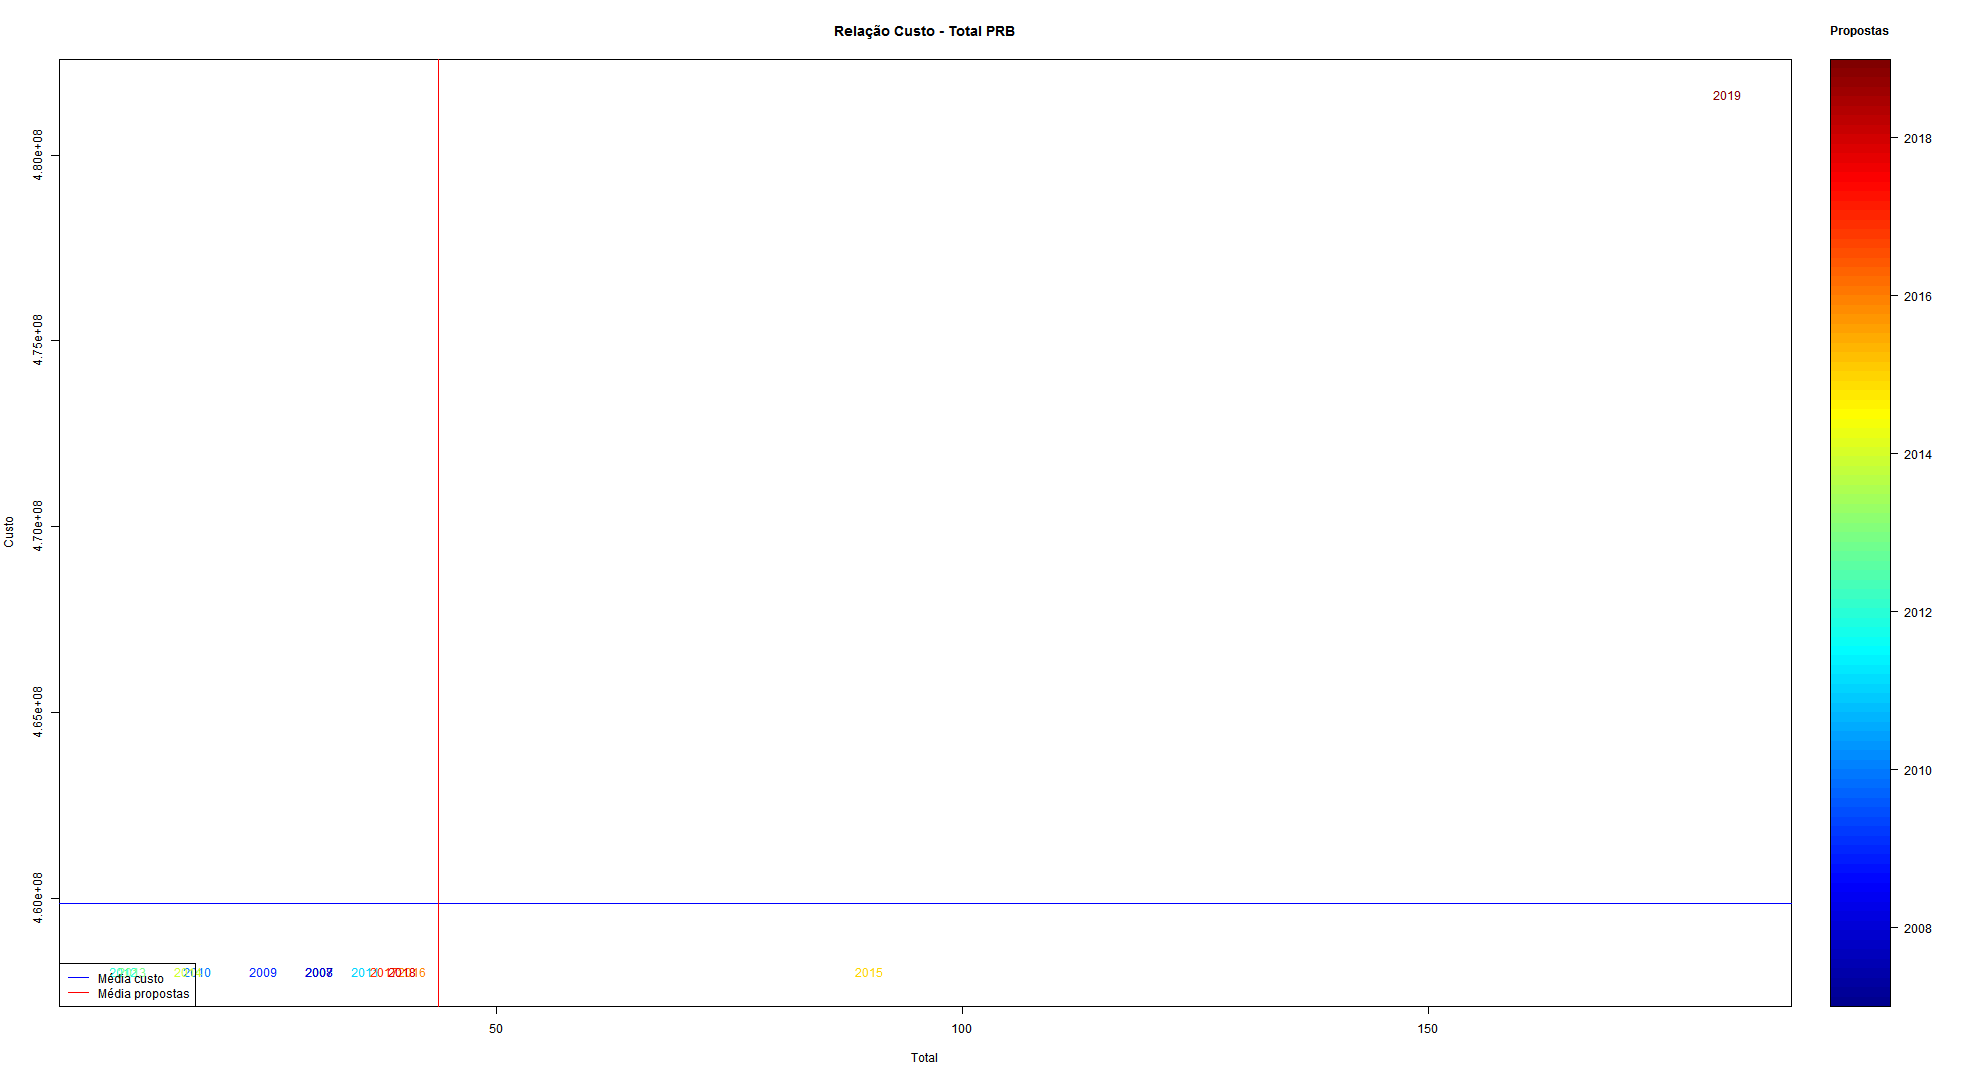 Relação Custo - Total PRB
Propostas
2019
4.80e+08
4.75e+08
4.70e+08
4.65e+08
4.60e+08
Custo
2018
2016
2014
2012
2010
2008
2010
2009
2011
2018
2015
Média custo
Média propostas
50
100
150
Total